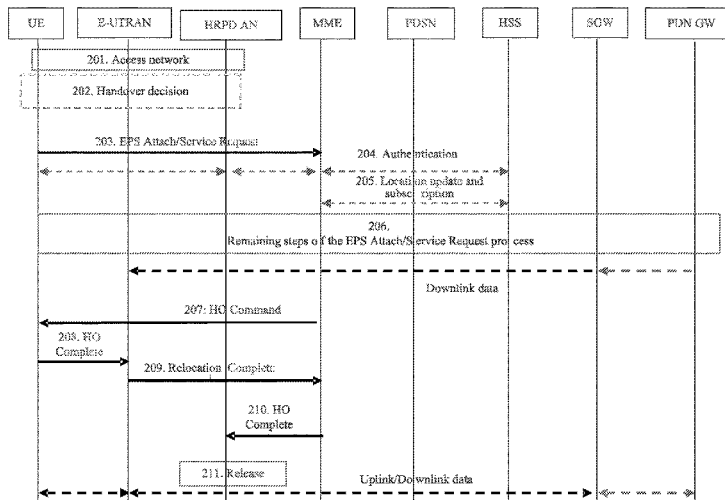 UE E-UTRAN HRPD AN MME PDSN HSS SGW PDN GW
201. Access network
202. Handover decision
203. EPS Attach/Service Request
204. Authentication
205. Location update and
subscription
206.
Remaining steps of the EPS Attach/Service Request process
Downlink data
207. HO Command
208. HO
Complete
209. Relocation Complete
210. HO
Complete
211. Release
Uplink/Downlink data